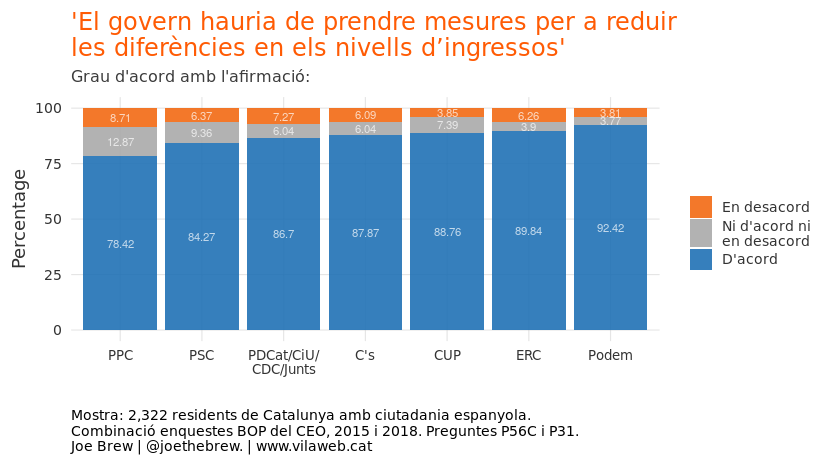 'El govern hauria de prendre mesures per a reduir
les diferències en els nivells d’ingressos'
Grau d'acord amb l'afirmació:
Percentage
100
75
50
25
0
8.71
12.87
78.42
6.37
9.36
84.27
7.27
6.04
86.7
6.09
6.04
87.87
3.85
7.39
88.76
6.26
3.9
89.84
3.81
3.77
92.42
PPC
PSC
PDCat/CiU/
CDC/Junts
C's
CUP
ERC
Podem
En desacord
Ni d'acord ni
en desacord
D'acord
Mostra: 2,322 residents de Catalunya amb ciutadania espanyola.
Combinació enquestes BOP del CEO, 2015 i 2018. Preguntes P56C i P31.
Joe Brew | @joethebrew. | www.vilaweb.cat